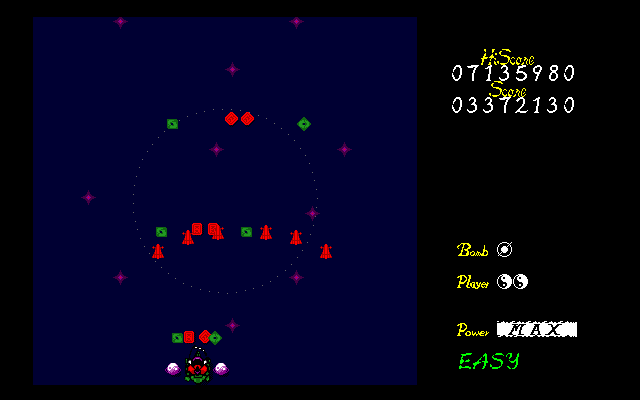 HiScore
07135980
Score
03372130
Bomb
Player
Power MAX
EASY